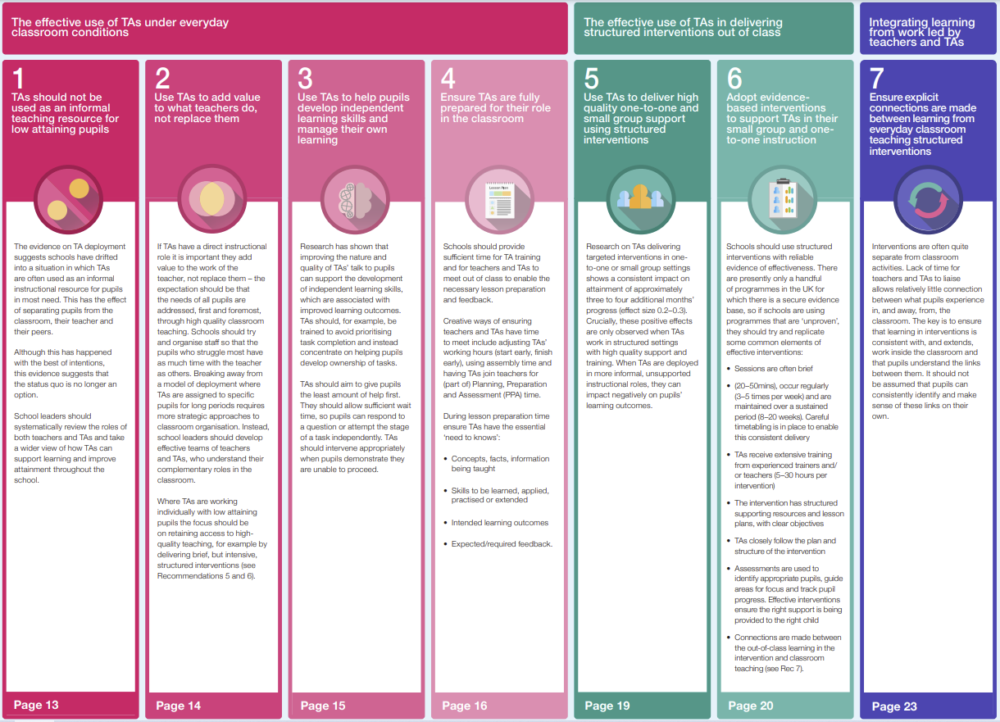 The effective use of TAs under everyday
classroom conditions
The effective use of TAs in delivering
structured interventions out of class
Integrating learning
from work led by
teachers and TAs
1
TAs should not be
used as an informal
teaching resource for
low attaining pupils
The evidence on TA deployment
suggests schools have drifted
into a situation in which TAs
are often used as an informal
instructional resource for pupils
in most need. This has the effect
of separating pupils from the
classroom, their teacher and
their peers.
Although this has happened
with the best of intentions,
this evidence suggests that
the status quo is no longer an
option.
School leaders should
systematically review the roles of
both teachers and TAs and take
a wider view of how TAs can
support learning and improve
attainment throughout the
school.
Page 13
2
Use TAs to add value
to what teachers do,
not replace them
If TAs have a direct instructional
role it is important they add
value to the work of the
teacher, not replace them – the
expectation should be that
the needs of all pupils are
addressed, first and foremost,
through high quality classroom
teaching. Schools should try
and organise staff so that the
pupils who struggle most have
as much time with the teacher
as others. Breaking away from
a model of deployment where
TAs are assigned to specific
pupils for long periods requires
more strategic approaches to
classroom organisation. Instead,
school leaders should develop
effective teams of teachers
and TAs, who understand their
complementary roles in the
classroom.
Where TAs are working
individually with low attaining
pupils the focus should be
on retaining access to high-
quality teaching, for example by
delivering brief, but intensive,
structured interventions (see
Recommendations 5 and 6).
Page 14
3
Use TAs to help pupils
develop independent
learning skills and
manage their own
learning
Research has shown that
improving the nature and
quality of TAs’ talk to pupils
can support the development
of independent learning skills,
which are associated with
improved learning outcomes.
TAs should, for example, be
trained to avoid prioritising
task completion and instead
concentrate on helping pupils
develop ownership of tasks.
TAs should aim to give pupils
the least amount of help first.
They should allow sufficient wait
time, so pupils can respond to
a question or attempt the stage
of a task independently. TAs
should intervene appropriately
when pupils demonstrate they
are unable to proceed.
Page 15
4
Ensure TAs are fully
prepared for their role
in the classroom
Lesson Plan
Schools should provide
sufficient time for TA training
and for teachers and TAs to
meet out of class to enable the
necessary lesson preparation
and feedback.
Creative ways of ensuring
teachers and TAs have time
to meet include adjusting TAs’
working hours (start early, finish
early), using assembly time and
having TAs join teachers for
(part of) Planning, Preparation
and Assessment (PPA) time.
During lesson preparation time
ensure TAs have the essential
‘need to knows’:
• Concepts, facts, information
being taught
• Skills to be learned, applied,
practised or extended
• Intended learning outcomes
• Expected/required feedback.
Page 16
5
Use TAs to deliver high
quality one-to-one and
small group support
using structured
interventions
Research on TAs delivering
targeted interventions in one-
to-one or small group settings
shows a consistent impact on
attainment of approximately
three to four additional months’
progress (effect size 0.2–0.3).
Crucially, these positive effects
are only observed when TAs
work in structured settings
with high quality support and
training. When TAs are deployed
in more informal, unsupported
instructional roles, they can
impact negatively on pupils’
learning outcomes.
Page 19
6
Adopt evidence-
based interventions
to support TAs in their
small group and one-
to-one instruction
Schools should use structured
interventions with reliable
evidence of effectiveness. There
are presently only a handful
of programmes in the UK for
which there is a secure evidence
base, so if schools are using
programmes that are ‘unproven’,
they should try and replicate
some common elements of
effective interventions:
• Sessions are often brief
• (20–50mins), occur regularly
(3–5 times per week) and are
maintained over a sustained
period (8–20 weeks). Careful
timetabling is in place to enable
this consistent delivery
• TAs receive extensive training
from experienced trainers and/
or teachers (5–30 hours per
intervention)
• The intervention has structured
supporting resources and lesson
plans, with clear objectives
• TAs closely follow the plan and
structure of the intervention
• Assessments are used to
identify appropriate pupils, guide
areas for focus and track pupil
progress. Effective interventions
ensure the right support is being
provided to the right child
• Connections are made between
the out-of-class learning in the
intervention and classroom
teaching (see Rec 7).
Page 20
7
Ensure explicit
connections are made
between learning from
everyday classroom
teaching structured
interventions
Interventions are often quite
separate from classroom
activities. Lack of time for
teachers and TAs to liaise
allows relatively little connection
between what pupils experience
in, and away, from, the
classroom. The key is to ensure
that learning in interventions is
consistent with, and extends,
work inside the classroom and
that pupils understand the links
between them. It should not
be assumed that pupils can
consistently identify and make
sense of these links on their
own.
Page 23